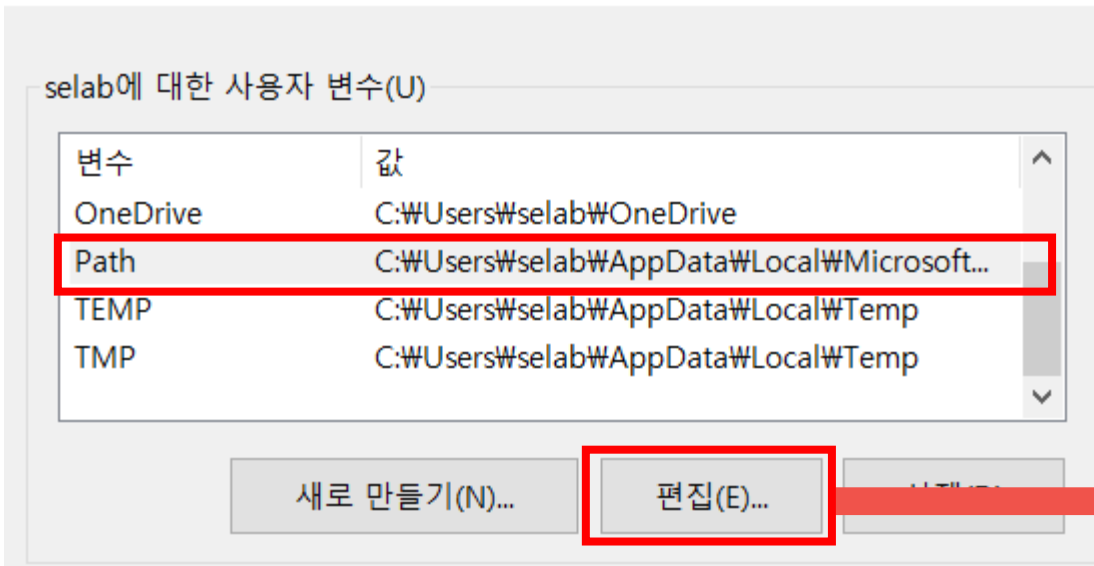 selab에 대한 사용자 변수(U)
변수 값
OneDrive C:₩Users₩selab₩OneDrive
Path C:₩Users₩selab₩AppData₩Local₩Microsoft...
TEMP C:₩Users₩selab₩AppData₩Local₩Temp
TMP C:₩Users₩selab₩AppData₩Local₩Temp
새로 만들기(N)... 편집(E)...